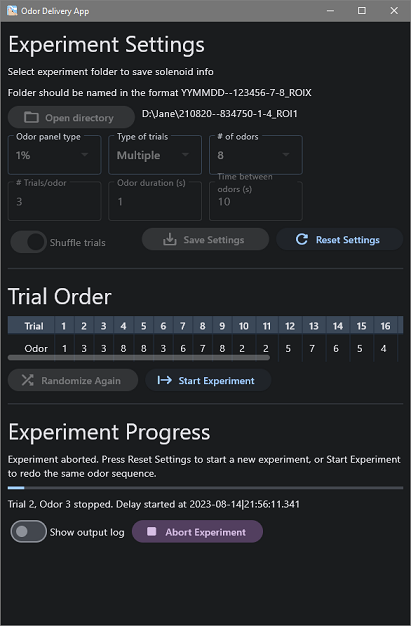 Odor Delivery App
Experiment Settings
Select experiment folder to save solenoid info
Folder should be named in the format YYMMDD--123456-7-8_ROIX
Open directory
D:\Jane\210820--834750-1-4_ROI1
Odor panel type Type of trials # of odors
1% Multiple 8
# Trials/odor Odor duration (s) Time between odors (s)
3 1 10
Shuffle trials Save Settings Reset Settings
Trial Order
Trial 1 2 3 4 5 6 7 8 9 10 11 12 13 14 15 16
Odor 1 3 3 8 8 3 6 7 8 2 2 5 7 6 5 4
Randomize Again Start Experiment
Experiment Progress
Experiment aborted. Press Reset Settings to start a new experiment, or Start Experiment
to redo the same odor sequence.
Trial 2, Odor 3 stopped. Delay started at 2023-08-14|21:56:11.341
Show output log Abort Experiment